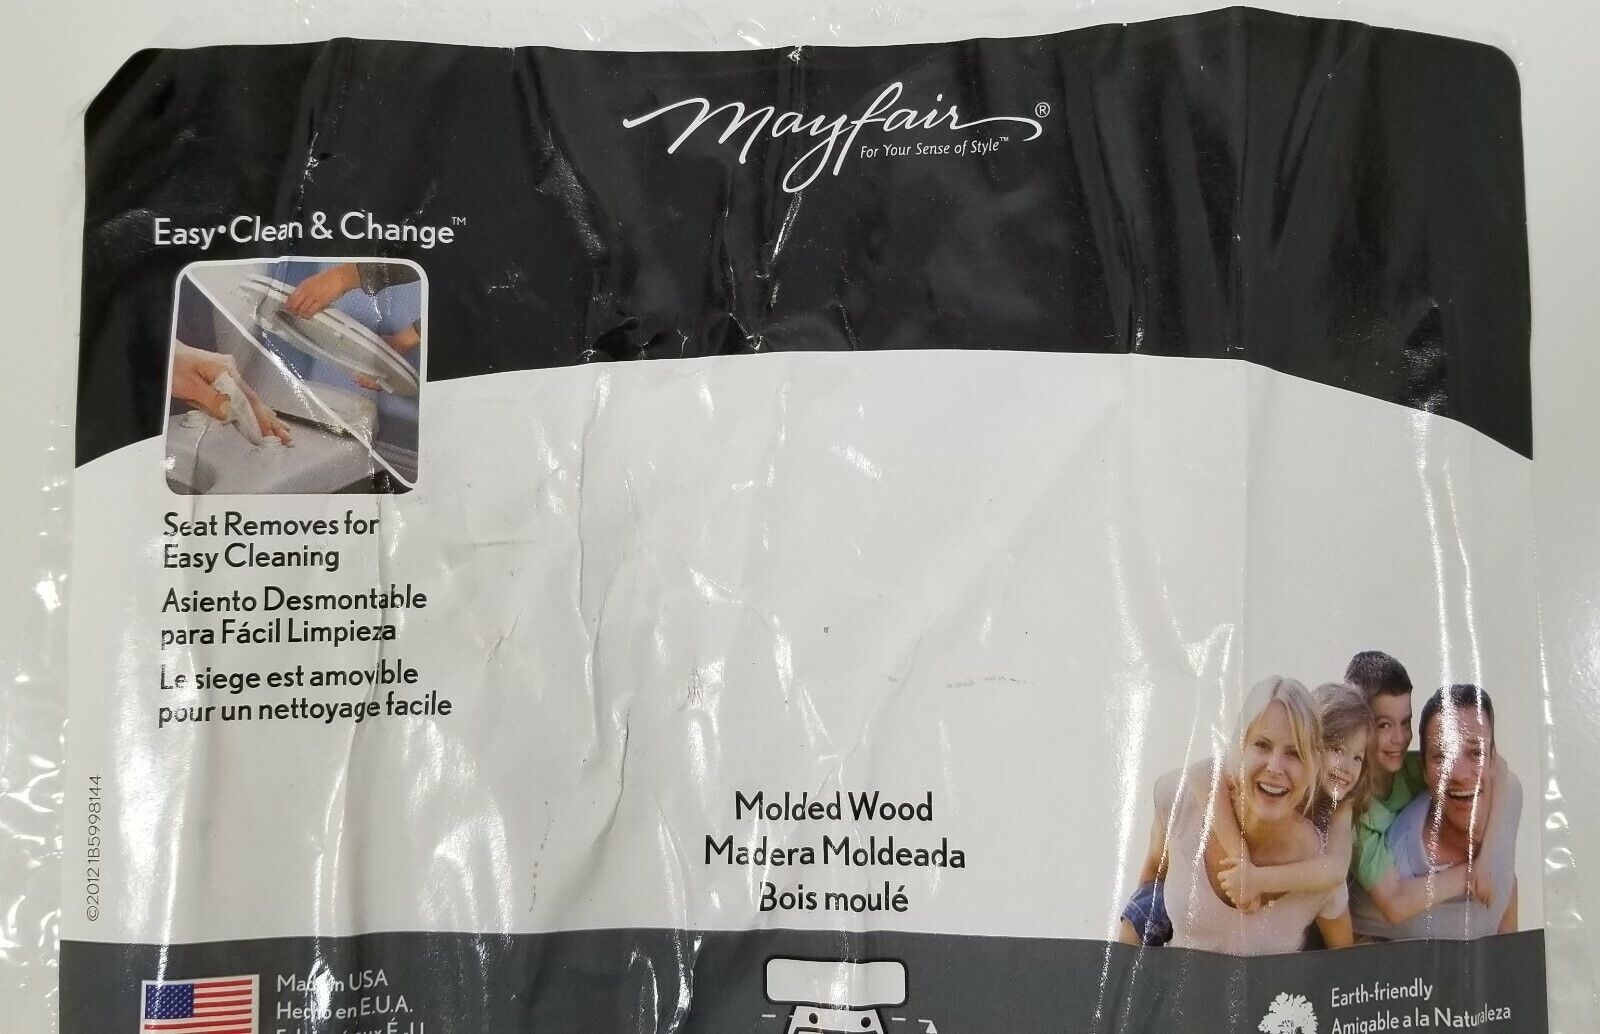 Mayfair®
For Your Sense of Style™
Easy•Clean & Change™
Seat Removes for
Easy Cleaning
Asiento Desmontable
para Fácil Limpieza
Le siege est amovible
pour un nettoyage facile
©2012 1B5998144
Molded Wood
Madera Moldeada
Bois moulé
Made in USA
Hecho en E.U.A.
É.-U.
Earth-friendly
Amigable a la Naturaleza